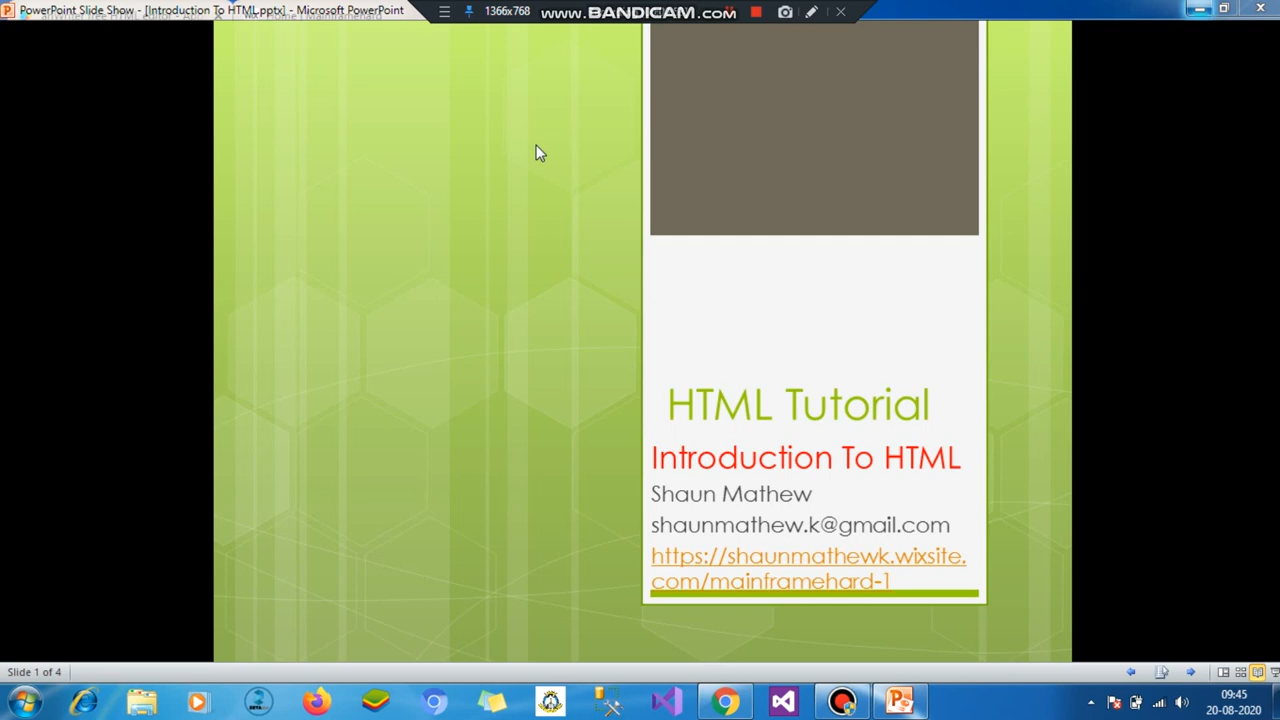 PowerPoint Slide Show - [Introduction To HTML.pptx] - Microsoft PowerPoint
1366x768
www.BANDICAM.com
HTML Tutorial
Introduction To HTML
Shaun Mathew
shaunmathew.k@gmail.com
https://shaunmathewk.wixsite.
com/mainframehard-1
Slide 1 of 4
09:45
20-08-2020